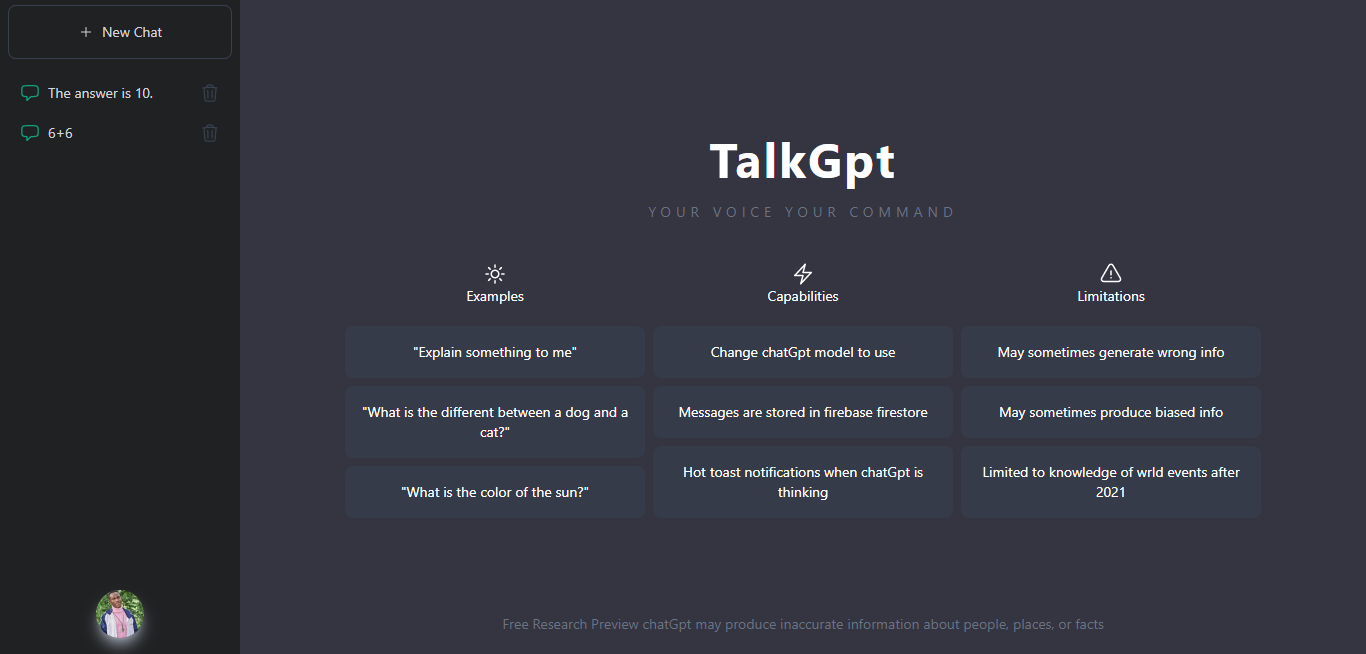 + New Chat
The answer is 10.
6+6
TalkGpt
YOUR VOICE YOUR COMMAND
Examples
"Explain something to me"
"What is the different between a dog and a
cat?"
"What is the color of the sun?"
Capabilities
Change chatGpt model to use
Messages are stored in firebase firestore
Hot toast notifications when chatGpt is
thinking
Limitations
May sometimes generate wrong info
May sometimes produce biased info
Limited to knowledge of wrld events after
2021
Free Research Preview chatGpt may produce inaccurate information about people, places, or facts